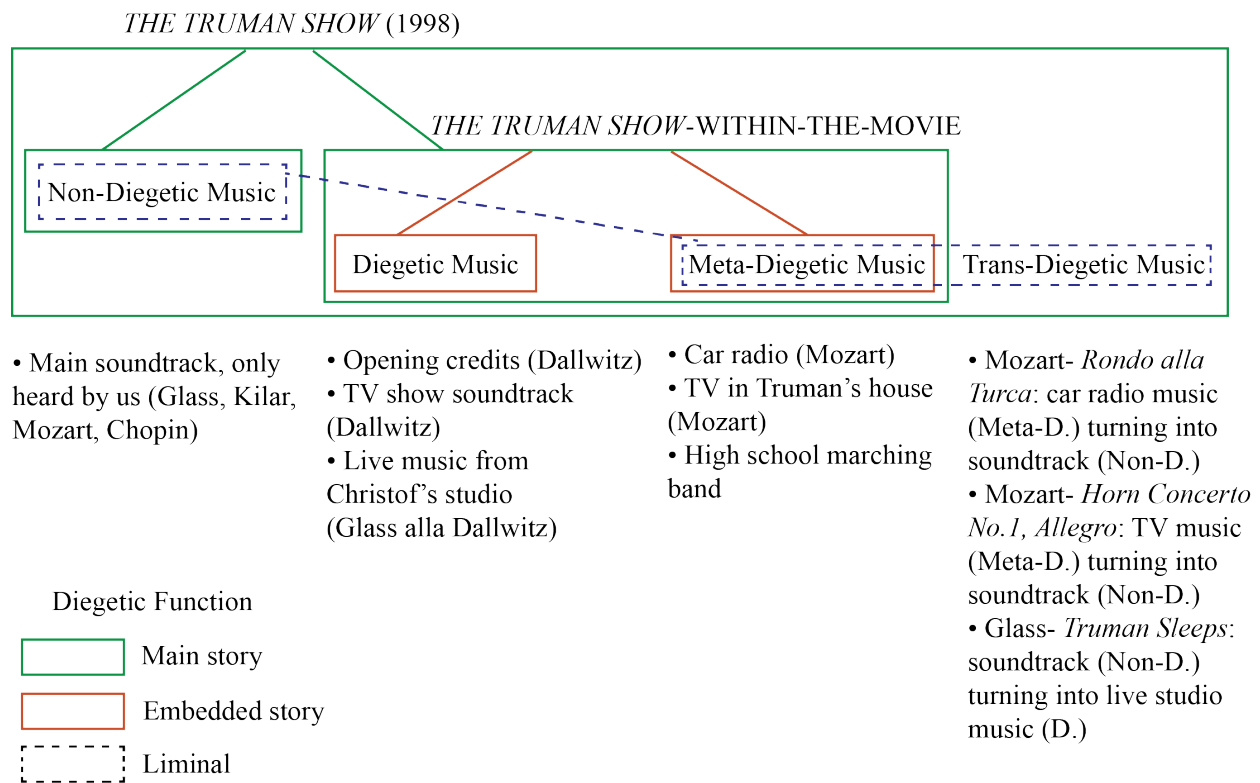 THE TRUMAN SHOW (1998)
THE TRUMAN SHOW-WITHIN-THE-MOVIE
Non-Diegetic Music
Diegetic Music
Meta-Diegetic Music
Trans-Diegetic Music
• Main soundtrack, only
heard by us (Glass, Kilar,
Mozart, Chopin)
• Opening credits (Dallwitz)
• TV show soundtrack
(Dallwitz)
• Live music from
Christof’s studio
(Glass alla Dallwitz)
• Car radio (Mozart)
• TV in Truman’s house
(Mozart)
• High school marching
band
• Mozart- Rondo alla
Turca: car radio music
(Meta-D.) turning into
soundtrack (Non-D.)
• Mozart- Horn Concerto
No.1, Allegro: TV music
(Meta-D.) turning into
soundtrack (Non-D.)
• Glass- Truman Sleeps:
soundtrack (Non-D.)
turning into live studio
music (D.)
Diegetic Function
Main story
Embedded story
Liminal